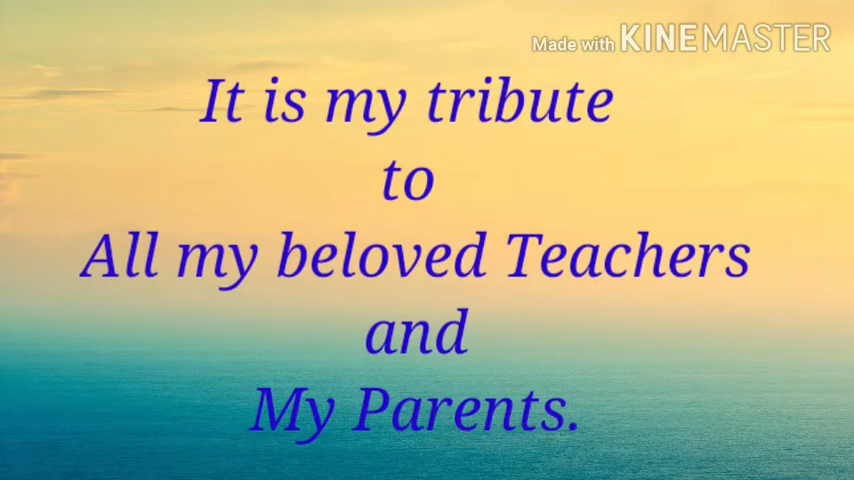 Made with KINEMASTER
It is my tribute
to
All my beloved Teachers
and
My Parents.